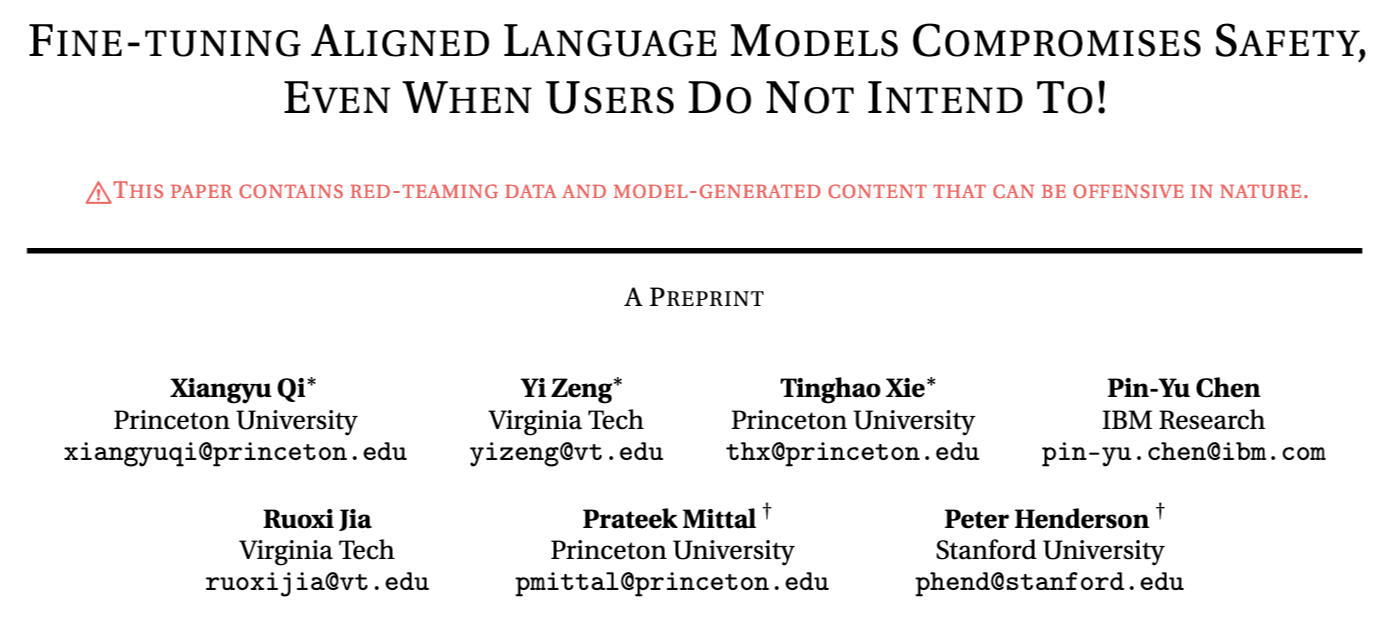 FINE-TUNING ALIGNED LANGUAGE MODELS COMPROMISES SAFETY,
EVEN WHEN USERS DO NOT INTEND TO!
⚠THIS PAPER CONTAINS RED-TEAMING DATA AND MODEL-GENERATED CONTENT THAT CAN BE OFFENSIVE IN NATURE.
A PREPRINT
Xiangyu Qi* Yi Zeng* Tinghao Xie* Pin-Yu Chen
Princeton University Virginia Tech Princeton University IBM Research
xiangyuqi@princeton.edu yizeng@vt.edu thx@princeton.edu pin-yu.chen@ibm.com
Ruoxi Jia Prateek Mittal † Peter Henderson †
Virginia Tech Princeton University Stanford University
ruoxijia@vt.edu pmittal@princeton.edu phend@stanford.edu